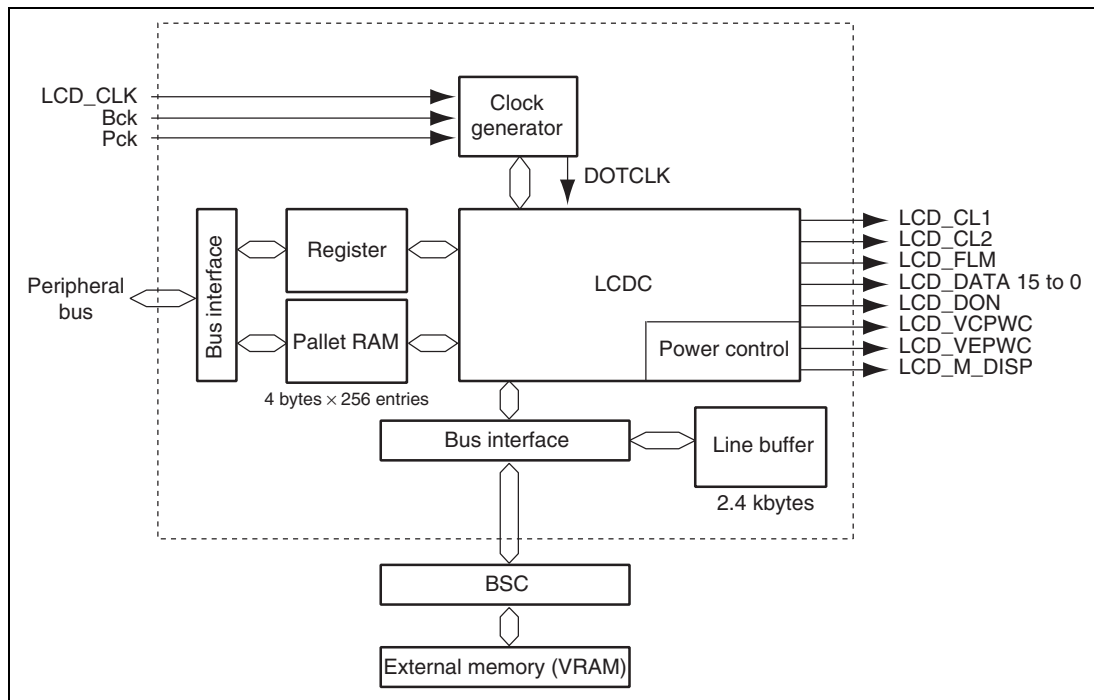 LCD_CLK
Bck
Pck
Clock
generator
DOTCLK
Peripheral
bus
Bus interface
Register
Pallet RAM
4 bytes × 256 entries
LCDC
Power control
LCD_CL1
LCD_CL2
LCD_FLM
LCD_DATA 15 to 0
LCD_DON
LCD_VCPWC
LCD_VEPWC
LCD_M_DISP
Bus interface
Line buffer
2.4 kbytes
BSC
External memory (VRAM)